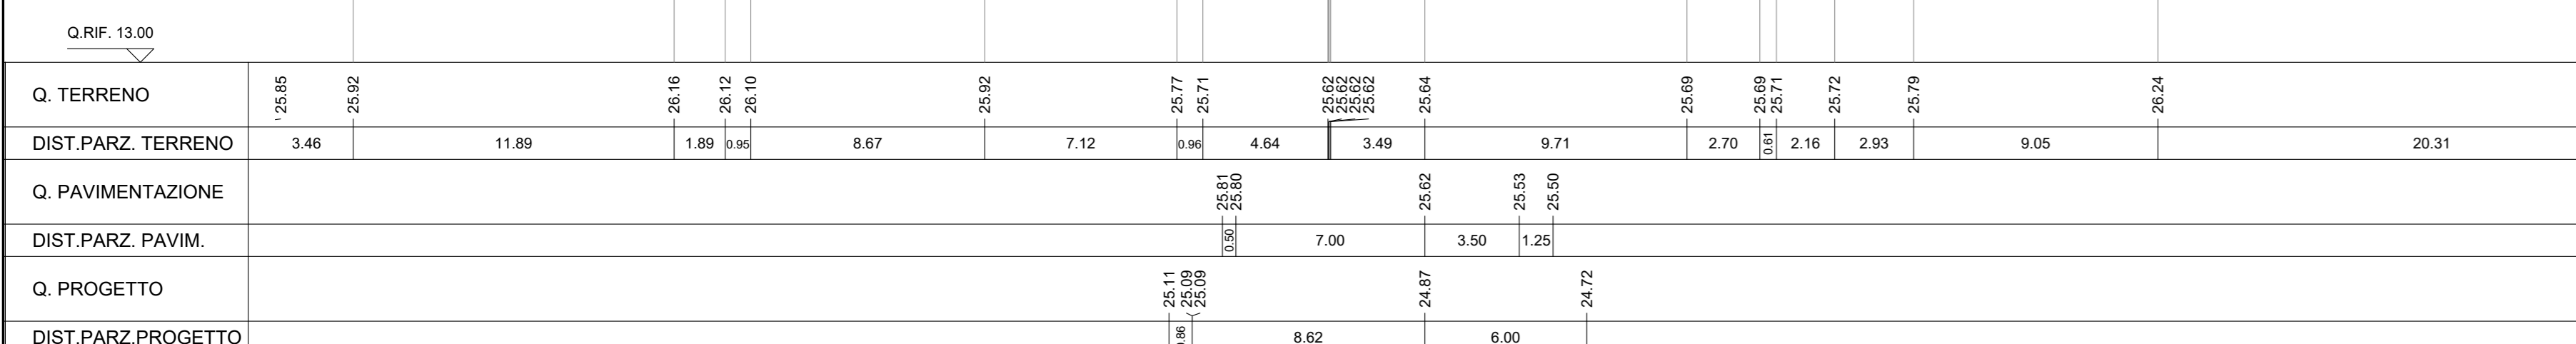 Q.RIF. 13.00
Q. TERRENO 25.85 25.92 26.16 26.12 26.10 25.92 25.77 25.71 25.62 25.62 25.62 25.62 25.64 25.69 25.69 25.71 25.72 25.79 26.24
DIST.PARZ. TERRENO 3.46 11.89 1.89 0.95 8.67 7.12 0.96 4.64 3.49 9.71 2.70 0.61 2.16 2.93 9.05 20.31
Q. PAVIMENTAZIONE 25.81 25.80 25.62 25.53 25.50
DIST.PARZ. PAVIM. 0.50 7.00 3.50 1.25
Q. PROGETTO 25.11 25.09 25.09 24.87 24.72
DIST.PARZ.PROGETTO 8.62 6.00